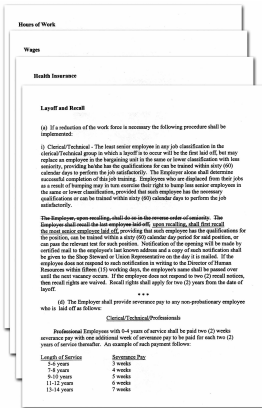 Hours of Work
Wages
Health Insurance
Layoff and Recall
(a) If a reduction of the work force is necessary the following procedure shall be
implemented:
i) Clerical/Technical - The least senior employee in any job classification in the
clerical/technical group in which a layoff is to occur will be the first laid off, but may
replace an employee in the bargaining unit in the same or lower classification with less
seniority, providing he/she has the qualifications for can be trained within sixty (60)
calendar days to perform the job satisfactorily. The Employer alone shall determine
successful completion of this job training. Employees who are displaced from their jobs
as a result of bumping may in turn exercise their right to bump less senior employees in
the same or lower classification, provided that such employee has the necessary
qualifications or can be trained within sixty (60) calendar days to perform the job
satisfactorily.
The Employer, upon recalling, shall do so in the reverse order of seniority. The
Employer shall recall the last employee laid off, upon recalling, shall first recall
the most senior employee laid off, providing that such employee has the qualifications for
the position, can be trained within a sixty (60) calendar day period for said position, or
can pass the relevant test for such position. Notification of the opening will be made by
certified mail to the employee's last known address and a copy of such notification shall
be given to the Shop Steward or Union Representative on the day it is mailed. If the
employee does not respond to such notification in writing to the Director of Human
Resources within fifteen (15) working days, the employee's name shall be passed over
until the next vacancy occurs. If the employee does not respond to two (2) recall notices,
then recall rights are waived. Recall rights shall apply for two (2) years from the date of
layoff.
* * *
(d) The Employer shall provide severance pay to any non-probationary employee
who is laid off as follows:
Clerical/Technical/Professionals
Professional Employees with 0-4 years of service shall be paid two (2) weeks
severance pay with one additional week of severance pay to be paid for each two (2)
years of service thereafter. An example of such payment follows:
Length of Service Severance Pay
5-6 years 3 weeks
7-8 years 4 weeks
9-10 years 5 weeks
11-12 years 6 weeks
13-14 years 7 weeks